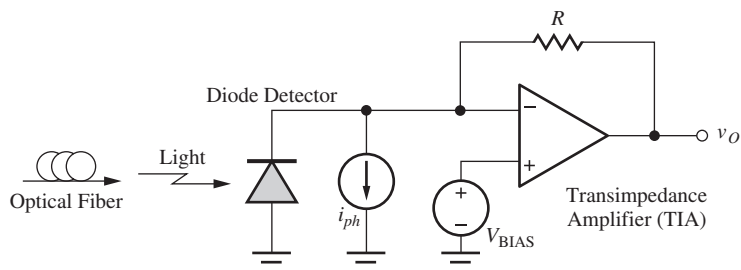 R
Diode Detector
−
v_O
Light
+
+
Optical Fiber
i_ph
−
V_BIAS
Transimpedance
Amplifier (TIA)